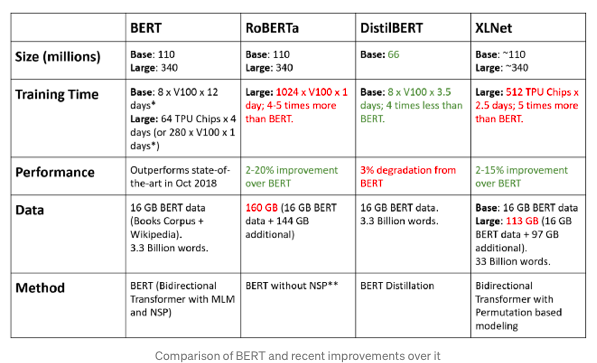 BERT RoBERTa DistilBERT XLNet
Size (millions)
Base: 110
Large: 340
Base: 110
Large: 340
Base: 66
Base: ~110
Large: ~340
Training Time
Base: 8 x V100 x 12
days*
Large: 64 TPU Chips x 4
days (or 280 x V100 x 1
days*)
Large: 1024 x V100 x 1
day; 4-5 times more
than BERT.
Base: 8 x V100 x 3.5
days; 4 times less than
BERT.
Large: 512 TPU Chips x
2.5 days; 5 times more
than BERT.
Performance
Outperforms state-of-
the-art in Oct 2018
2-20% improvement
over BERT
3% degradation from
BERT
2-15% improvement
over BERT
Data
16 GB BERT data
(Books Corpus +
Wikipedia).
3.3 Billion words.
160 GB (16 GB BERT
data + 144 GB
additional)
16 GB BERT data.
3.3 Billion words.
Base: 16 GB BERT data
Large: 113 GB (16 GB
BERT data + 97 GB
additional).
33 Billion words.
Method
BERT (Bidirectional
Transformer with MLM
and NSP)
BERT without NSP**
BERT Distillation
Bidirectional
Transformer with
Permutation based
modeling
Comparison of BERT and recent improvements over it